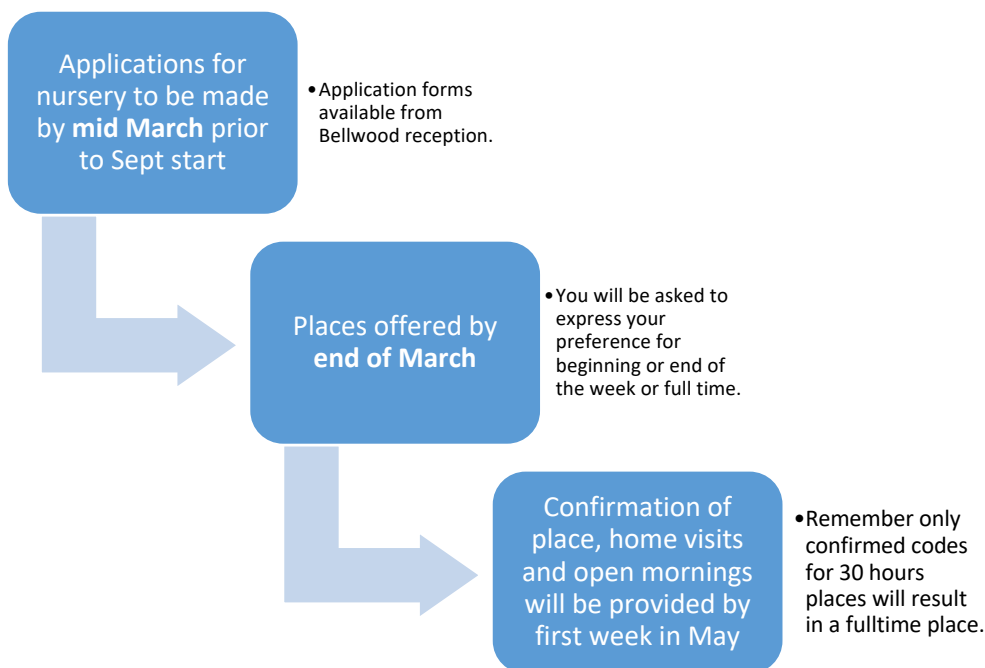 Applications for
nursery to be made
by mid March prior
to Sept start
•Application forms
available from
Bellwood reception.
Places offered by
end of March
•You will be asked to
express your
preference for
beginning or end of
the week or full time.
Confirmation of
place, home visits
and open mornings
will be provided by
first week in May
•Remember only
confirmed codes
for 30 hours
places will result
in a fulltime place.